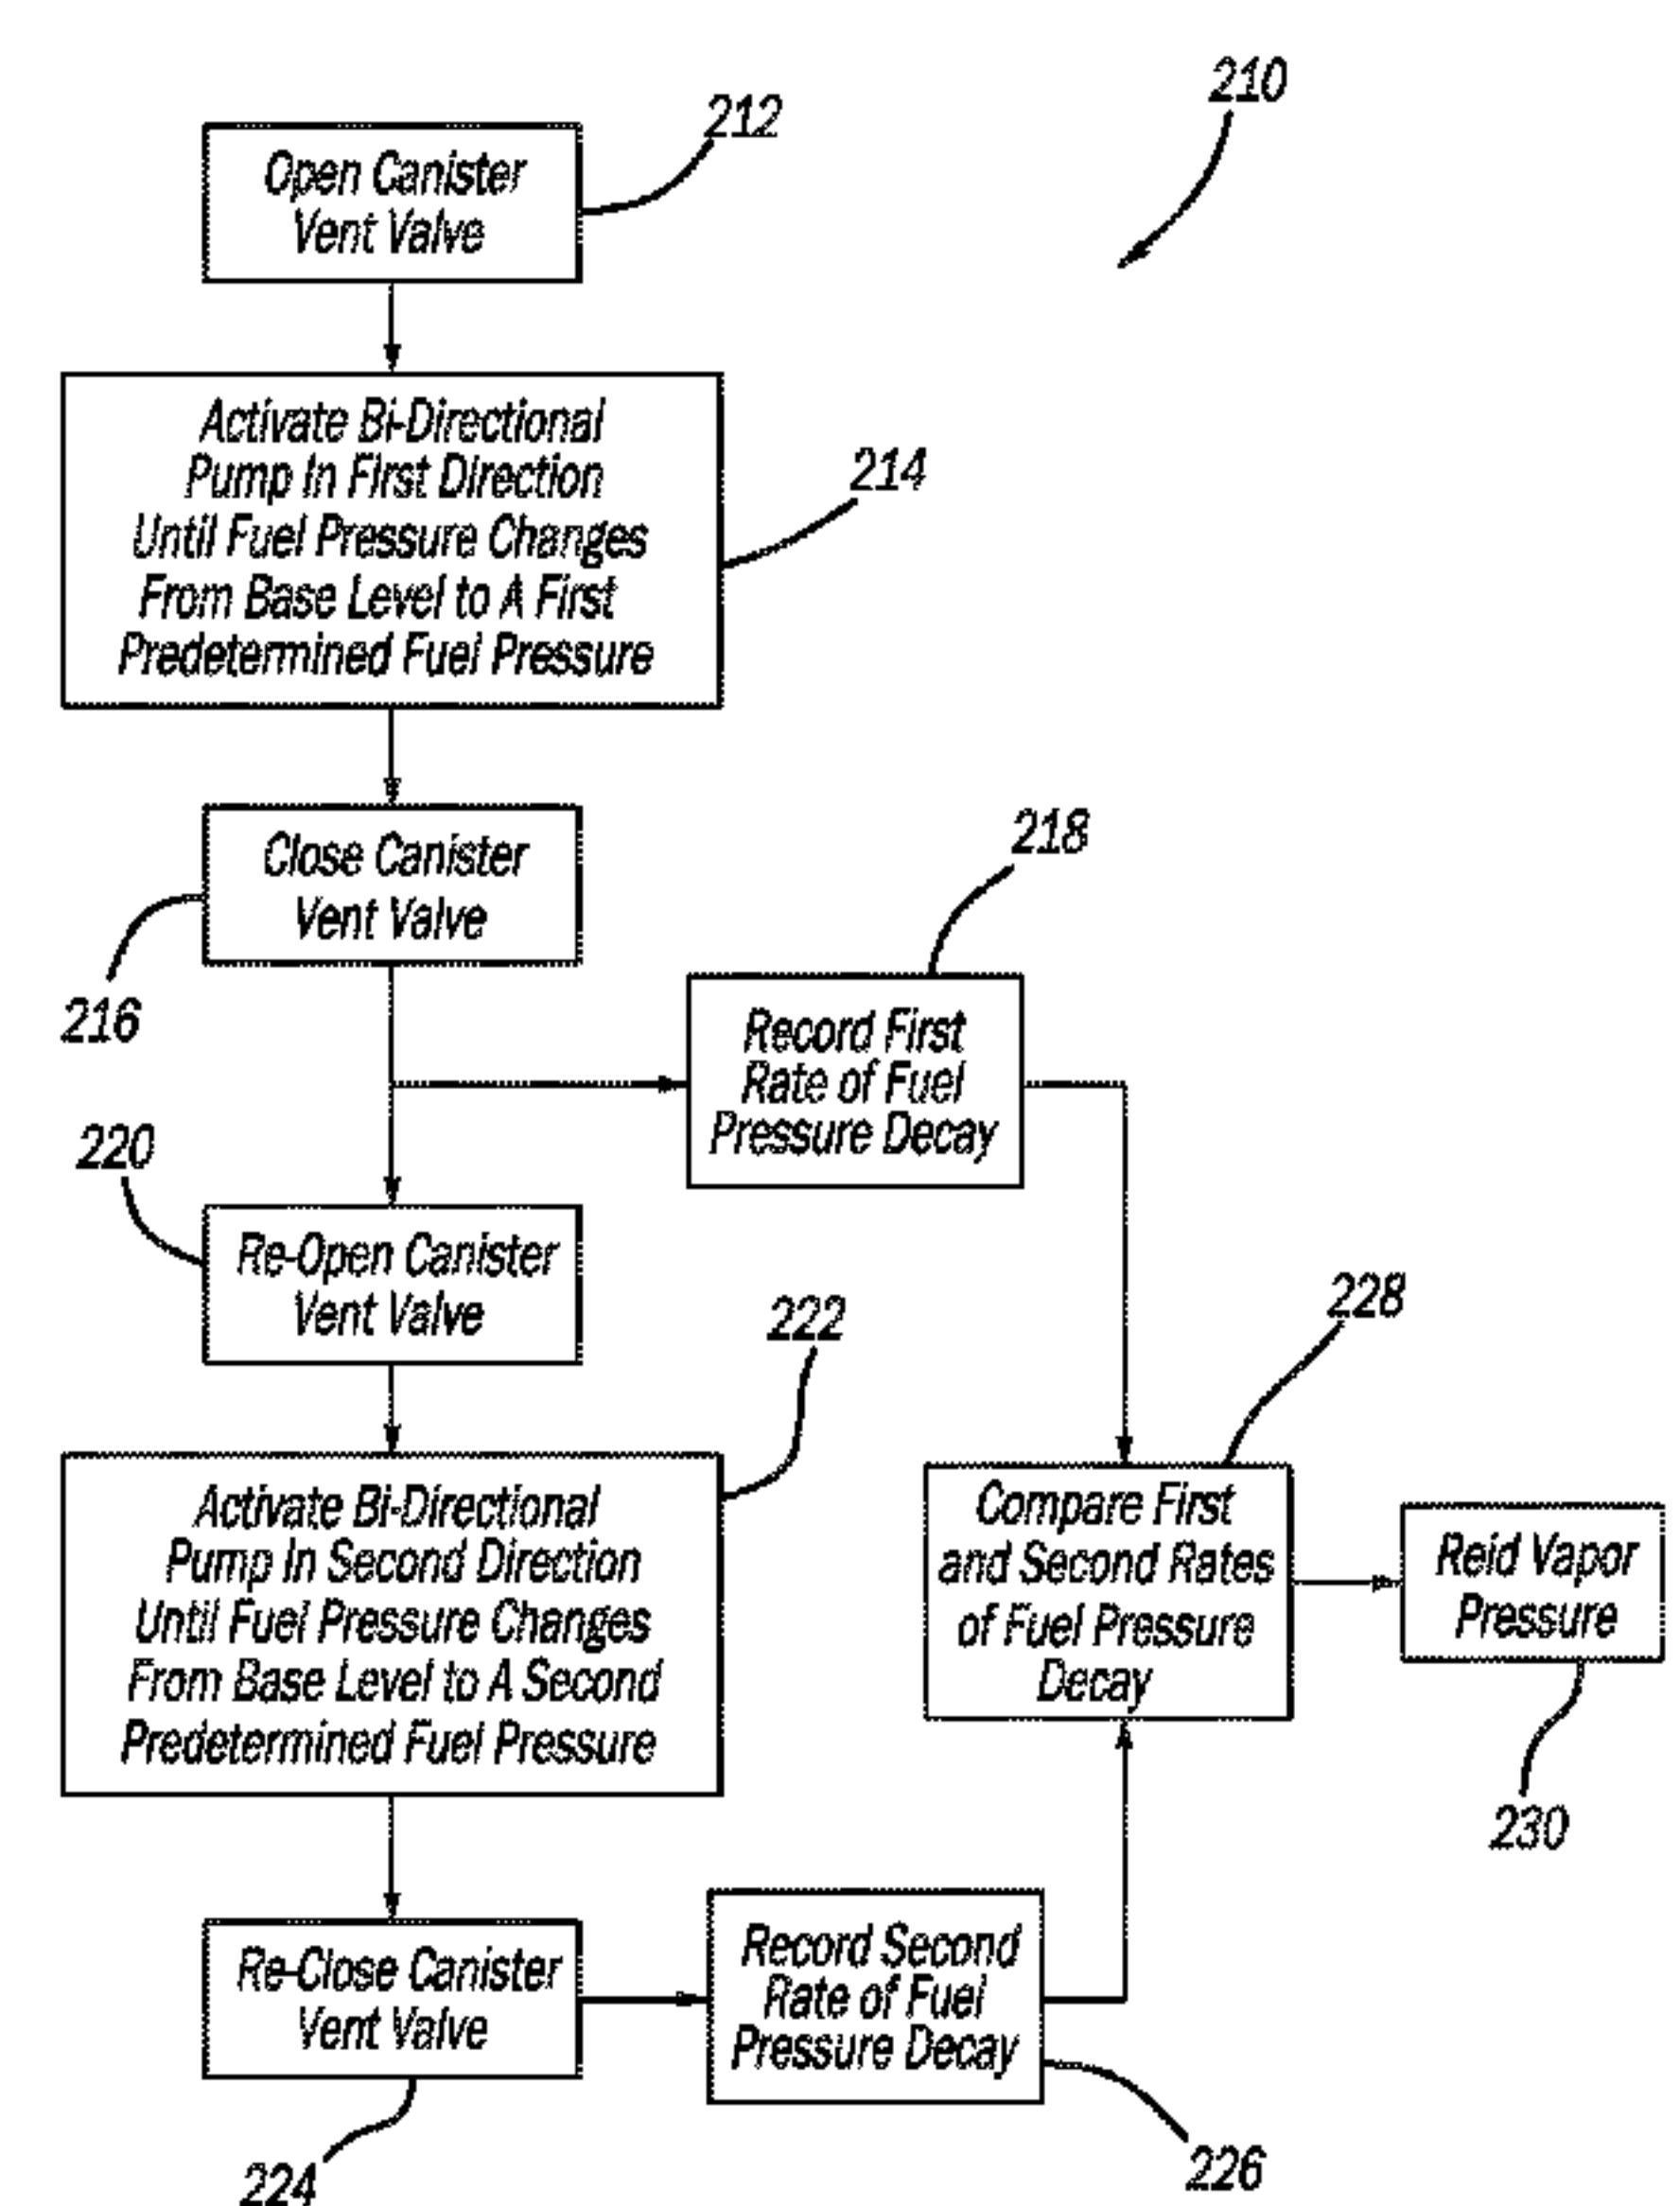 210
212
Open Canister
Vent Valve
Activate Bi-Directional
Pump In First Direction
Until Fuel Pressure Changes
From Base Level to A First
Predetermined Fuel Pressure
214
Close Canister
Vent Valve
216
218
Record First
Rate of Fuel
Pressure Decay
220
Re-Open Canister
Vent Valve
222
Activate Bi-Directional
Pump In Second Direction
Until Fuel Pressure Changes
From Base Level to A Second
Predetermined Fuel Pressure
228
Compare First
and Second Rates
of Fuel Pressure
Decay
Reid Vapor
Pressure
230
Re-Close Canister
Vent Valve
224
Record Second
Rate of Fuel
Pressure Decay
226